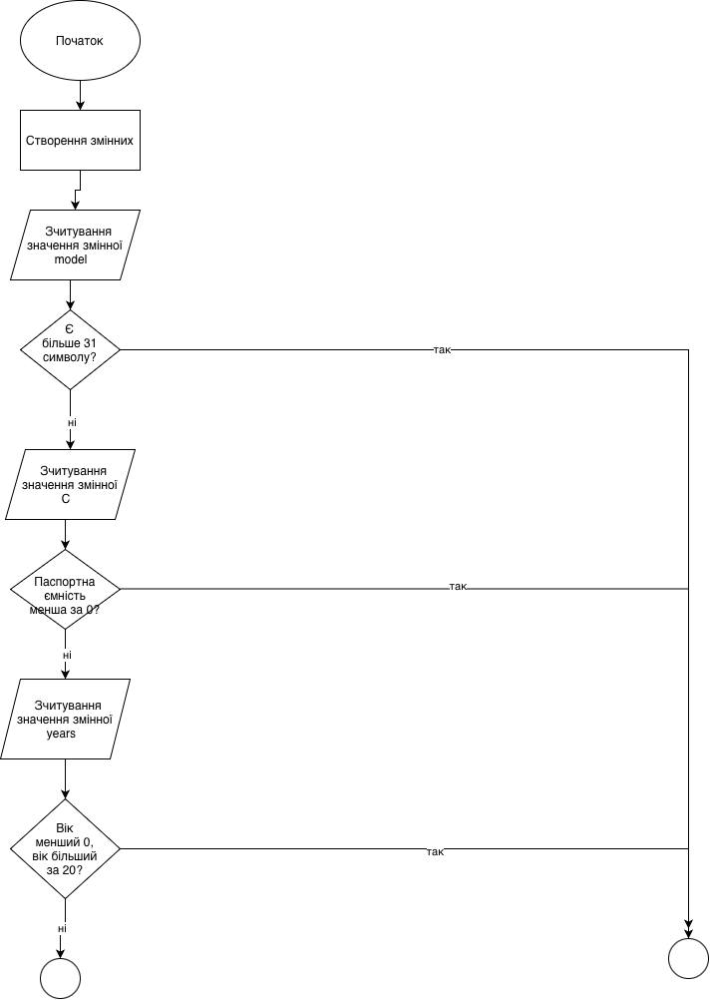 Початок
Створення змінних
Зчитування
значення змінної
model
Є
більше 31
символу?
так
ні
Зчитування
значення змінної
С
Паспортна
ємність
менша за 0?
так
ні
Зчитування
значення змінної
years
Вік
менший 0,
вік більший
за 20?
так
ні